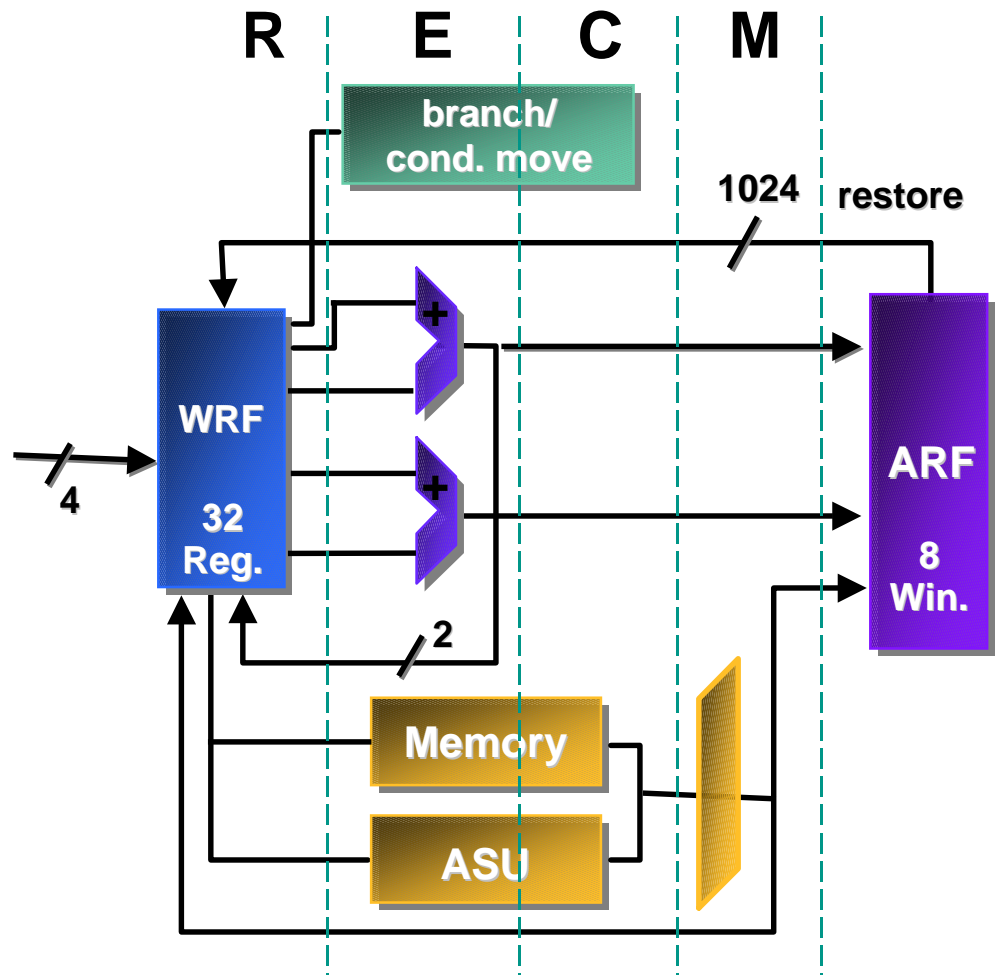 R E C M
branch/
cond. move
1024 restore
+
WRF
32
Reg.
4
+
ARF
8
Win.
2
Memory
ASU